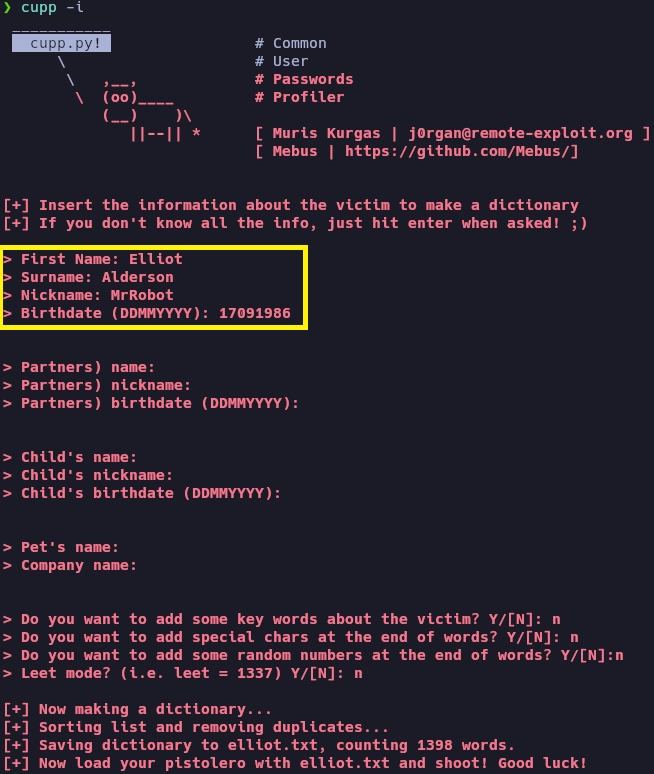 ❯ cupp -i
 ___________
   cupp.py!                 # Common
      \                     # User
       \   ,__,             # Passwords
        \  (oo)____         # Profiler
           (__)    )\
              ||--|| *      [ Muris Kurgas | j0rgan@remote-exploit.org ]
                            [ Mebus | https://github.com/Mebus/]
[+] Insert the information about the victim to make a dictionary
[+] If you don't know all the info, just hit enter when asked! ;)
> First Name: Elliot
> Surname: Alderson
> Nickname: MrRobot
> Birthdate (DDMMYYYY): 17091986
> Partners) name:
> Partners) nickname:
> Partners) birthdate (DDMMYYYY):
> Child's name:
> Child's nickname:
> Child's birthdate (DDMMYYYY):
> Pet's name:
> Company name:
> Do you want to add some key words about the victim? Y/[N]: n
> Do you want to add special chars at the end of words? Y/[N]: n
> Do you want to add some random numbers at the end of words? Y/[N]:n
> Leet mode? (i.e. leet = 1337) Y/[N]: n
[+] Now making a dictionary...
[+] Sorting list and removing duplicates...
[+] Saving dictionary to elliot.txt, counting 1398 words.
[+] Now load your pistolero with elliot.txt and shoot! Good luck!